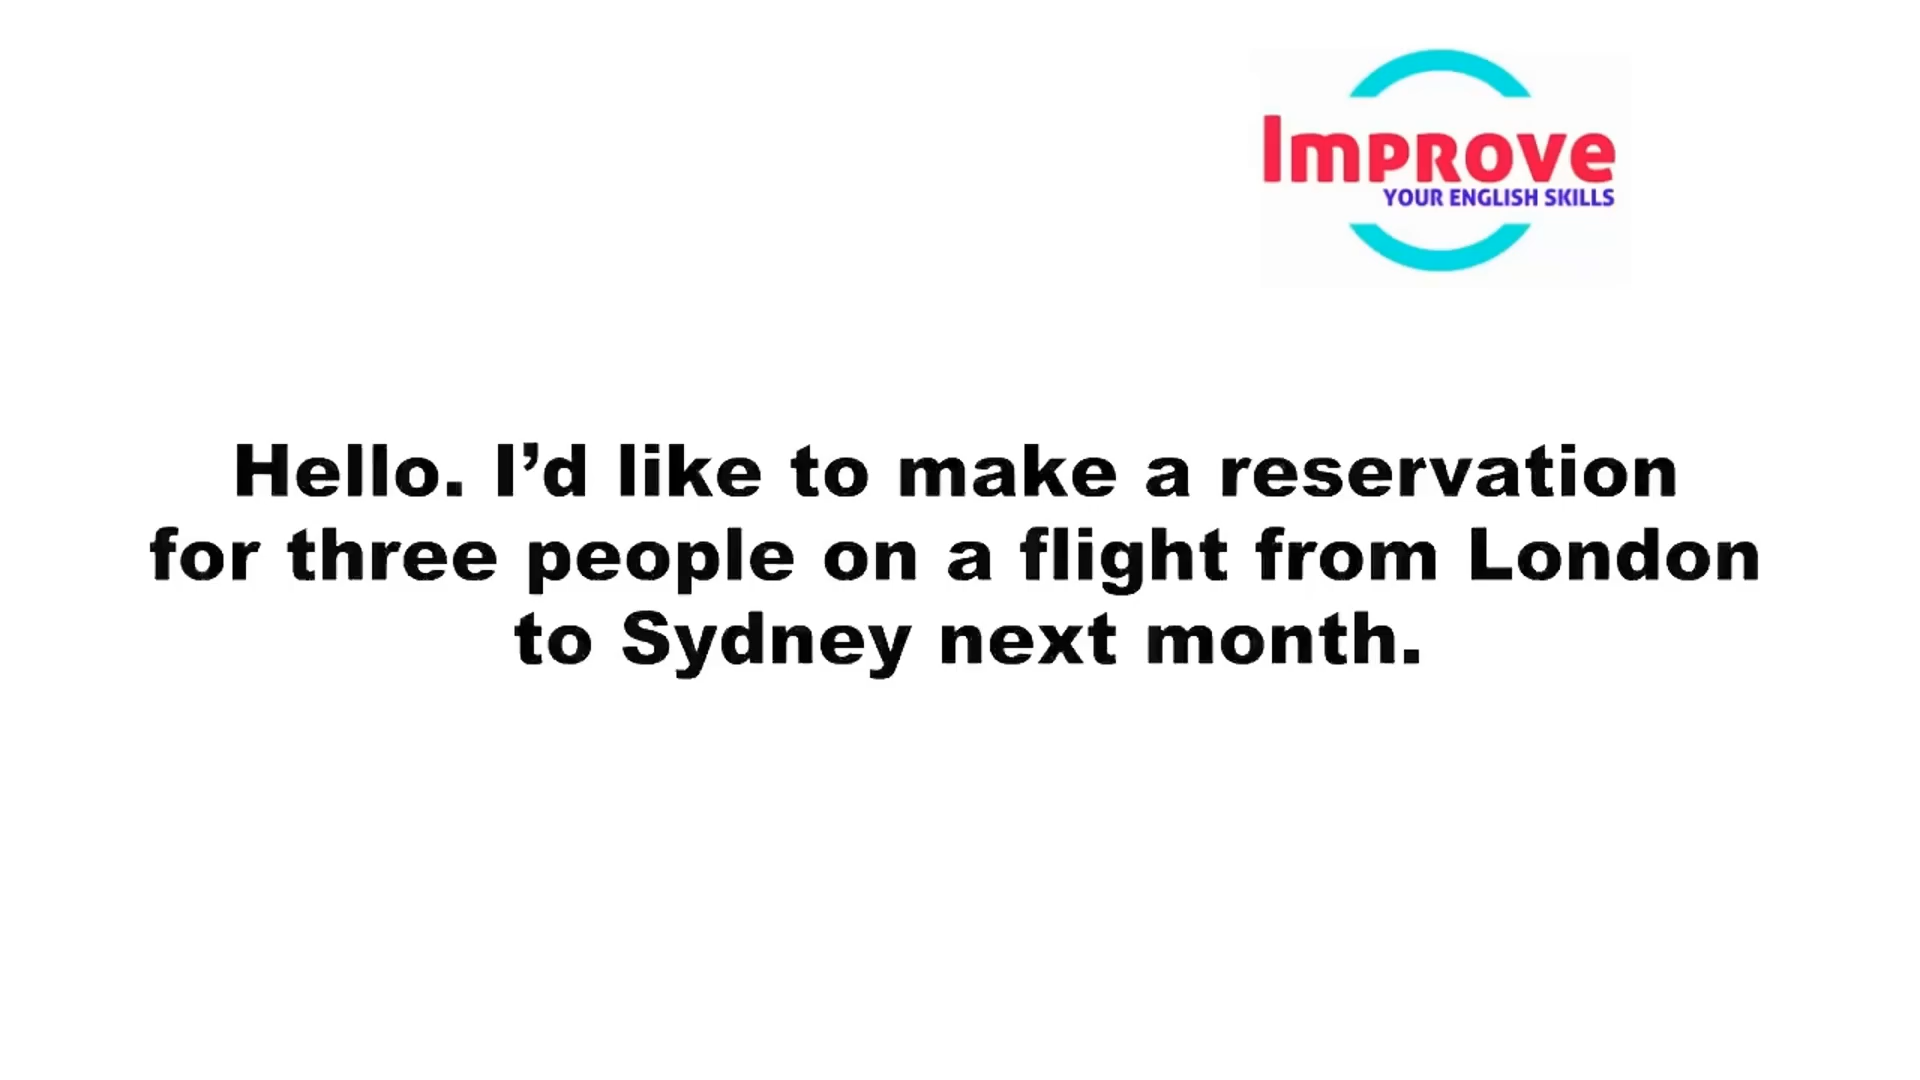 Improve
YOUR ENGLISH SKILLS
Hello. I’d like to make a reservation
for three people on a flight from London
to Sydney next month.